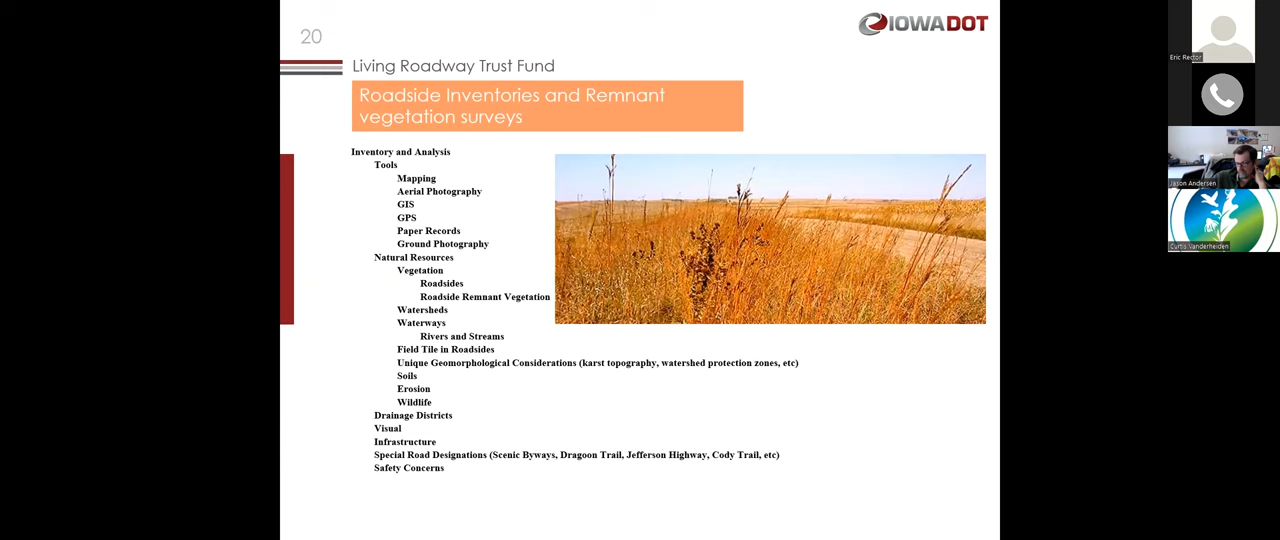 20
IOWADOT
Living Roadway Trust Fund
Roadside Inventories and Remnant
vegetation surveys
Inventory and Analysis
Tools
Mapping
Aerial Photography
GIS
GPS
Paper Records
Ground Photography
Natural Resources
Vegetation
Roadsides
Roadside Remnant Vegetation
Watersheds
Waterways
Rivers and Streams
Field Tile in Roadsides
Unique Geomorphological Considerations (karst topography, watershed protection zones, etc)
Soils
Erosion
Wildlife
Drainage Districts
Visual
Infrastructure
Special Road Designations (Scenic Byways, Dragoon Trail, Jefferson Highway, Cody Trail, etc)
Safety Concerns
Eric Rector
Jason Andersen
Curtis Vanderheiden